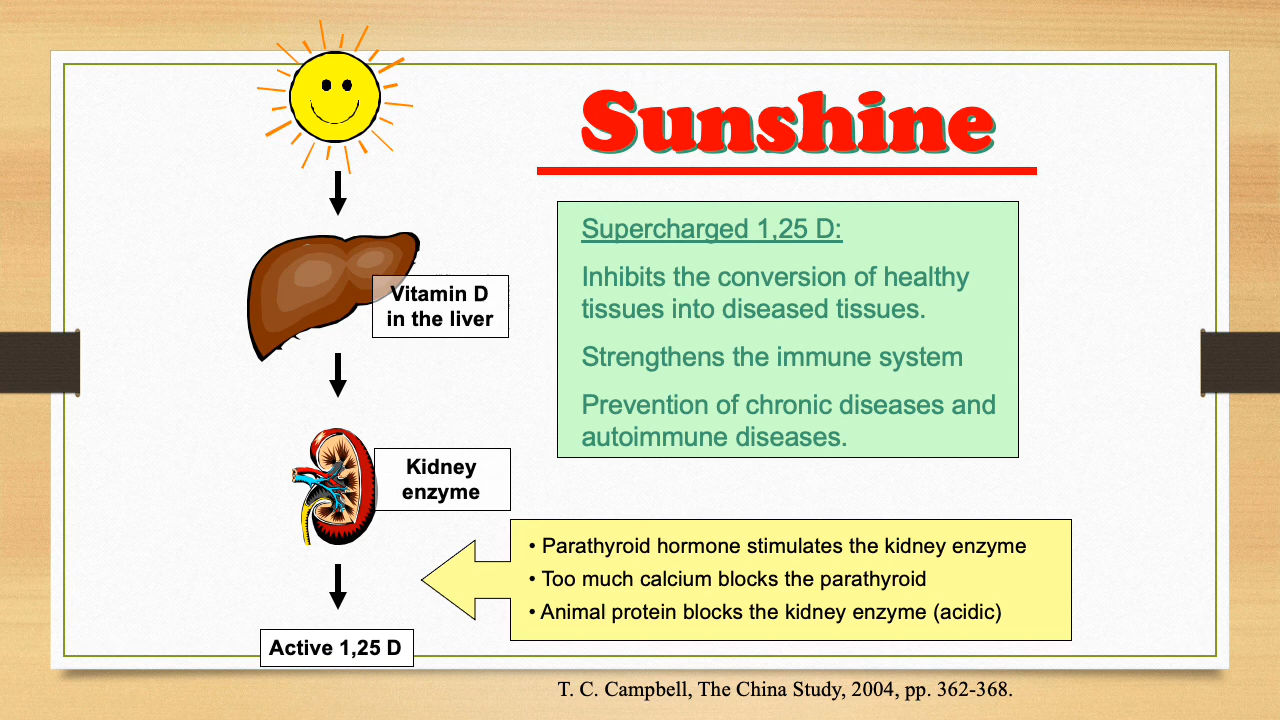 Sunshine
Supercharged 1,25 D:
Inhibits the conversion of healthy
tissues into diseased tissues.
Strengthens the immune system
Prevention of chronic diseases and
autoimmune diseases.
Vitamin D
in the liver
Kidney
enzyme
• Parathyroid hormone stimulates the kidney enzyme
• Too much calcium blocks the parathyroid
• Animal protein blocks the kidney enzyme (acidic)
Active 1,25 D
T. C. Campbell, The China Study, 2004, pp. 362-368.